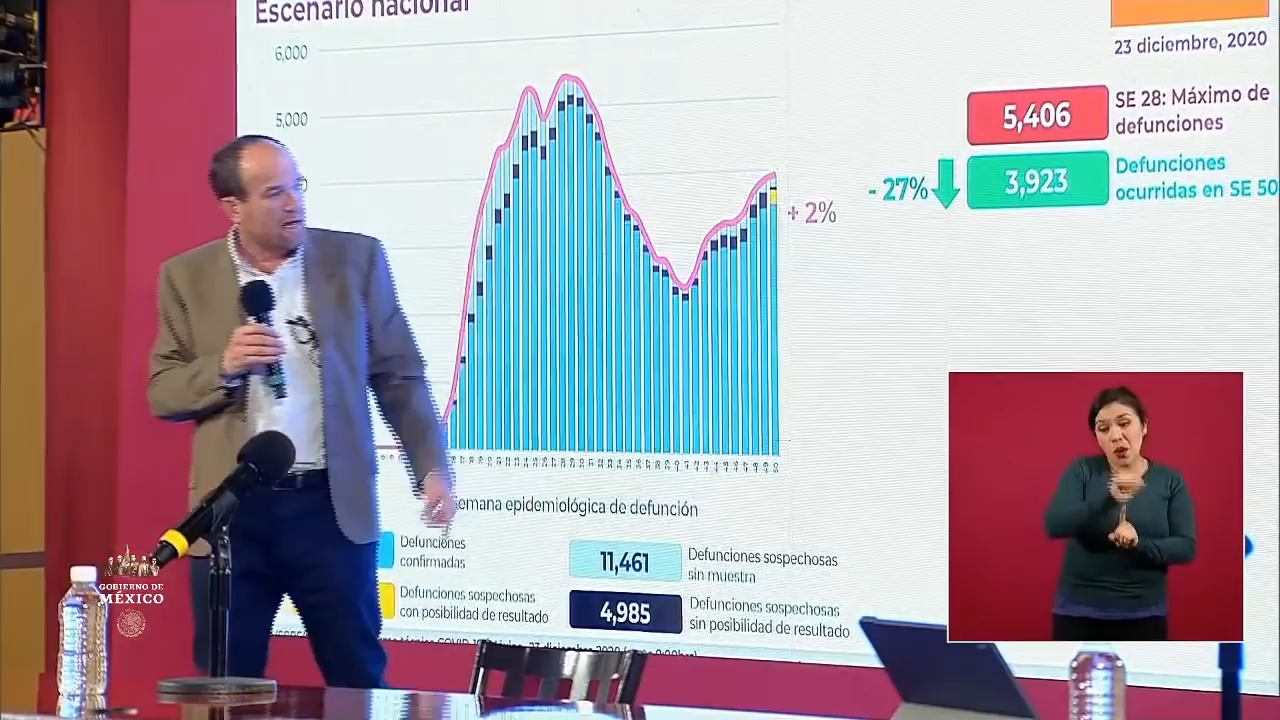 Escenario nacional
6,000
5,000
23 diciembre, 2020
5,406
SE 28: Máximo de
defunciones
- 27%
3,923
Defunciones
ocurridas en SE 50
+ 2%
semana epidemiológica de defunción
Defunciones
confirmadas
11,461
Defunciones sospechosas
sin muestra
Defunciones sospechosas
con posibilidad de resultado
4,985
Defunciones sospechosas
sin posibilidad de resultado
GOBIERNO DE
MÉXICO